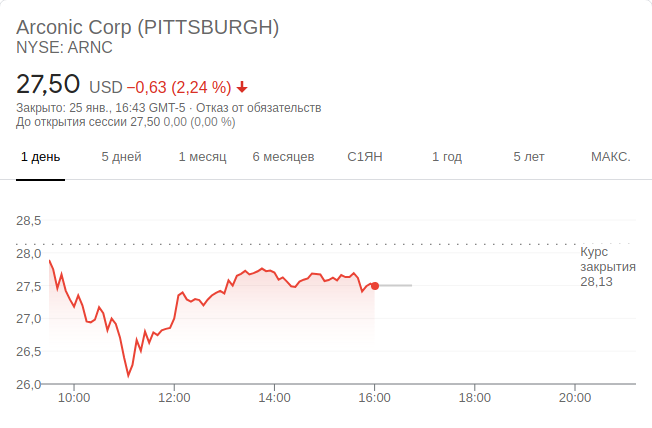 Arconic Corp (PITTSBURGH)
NYSE: ARNC
27,50 USD −0,63 (2,24 %)
Закрыто: 25 янв., 16:43 GMT-5 · Отказ от обязательств
До открытия сессии 27,50 0,00 (0,00 %)
1 день 5 дней 1 месяц 6 месяцев С1ЯН 1 год 5 лет МАКС.
28,5
28,0
27,5
27,0
26,5
26,0
Курс
закрытия
28,13
10:00 12:00 14:00 16:00 18:00 20:00